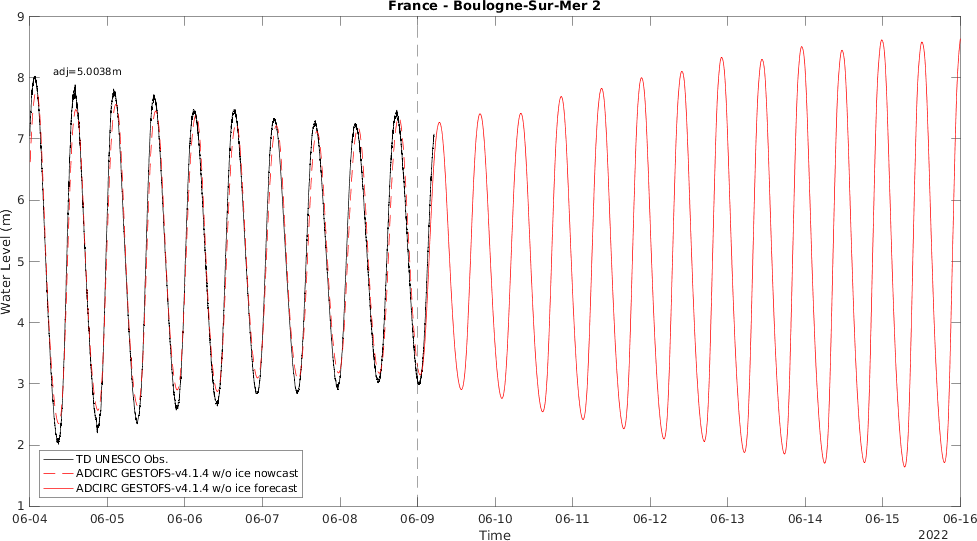 France - Boulogne-Sur-Mer 2
9
adj=5.0038m
8
7
6
5
4
3
2
1
Water Level (m)
TD UNESCO Obs.
ADCIRC GESTOFS-v4.1.4 w/o ice nowcast
ADCIRC GESTOFS-v4.1.4 w/o ice forecast
06-04 06-05 06-06 06-07 06-08 06-09 06-10 06-11 06-12 06-13 06-14 06-15 06-16
Time
2022